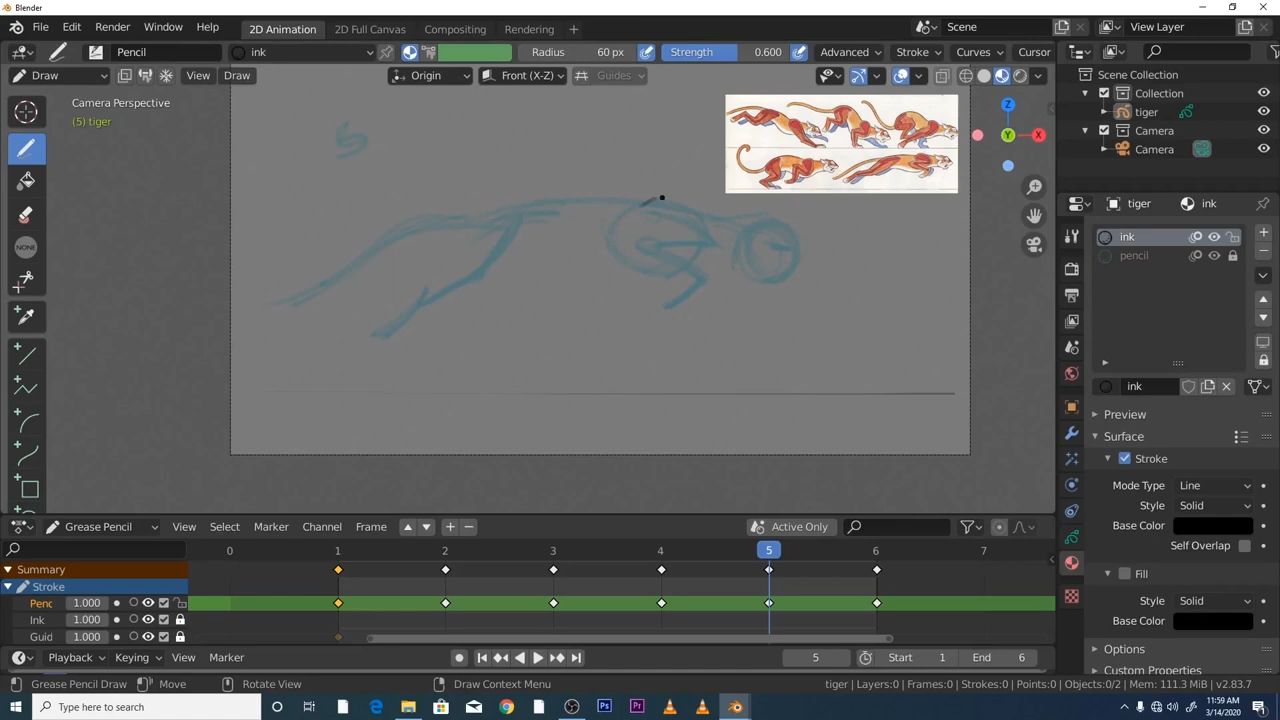 Blender
File Edit Render Window Help 2D Animation 2D Full Canvas Compositing Rendering + Scene View Layer
Pencil ink Radius 60 px Strength 0.600 Advanced Stroke Curves Cursor
Draw View Draw Origin Front (X-Z) Guides
Camera Perspective
(5) tiger
5
Z
Y
X
NONE
Scene Collection
Collection
tiger
Camera
Camera
tiger ink
ink
pencil
ink
Preview
Surface
Stroke
Mode Type Line
Style Solid
Base Color
Self Overlap
Fill
Style Solid
Base Color
Options
Custom Properties
Grease Pencil View Select Marker Channel Frame Active Only
0 1 2 3 4 5 6 7
Summary
Stroke
Penc 1.000
Ink 1.000
Guid 1.000
Playback Keying View Marker 5 Start 1 End 6
Grease Pencil Draw Move Rotate View Draw Context Menu tiger | Layers:0 | Frames:0 | Strokes:0 | Points:0 | Objects:0/2 | Mem: 111.3 MiB | v2.83.7
Type here to search
Ps
Pr
11:59 AM
3/14/2020